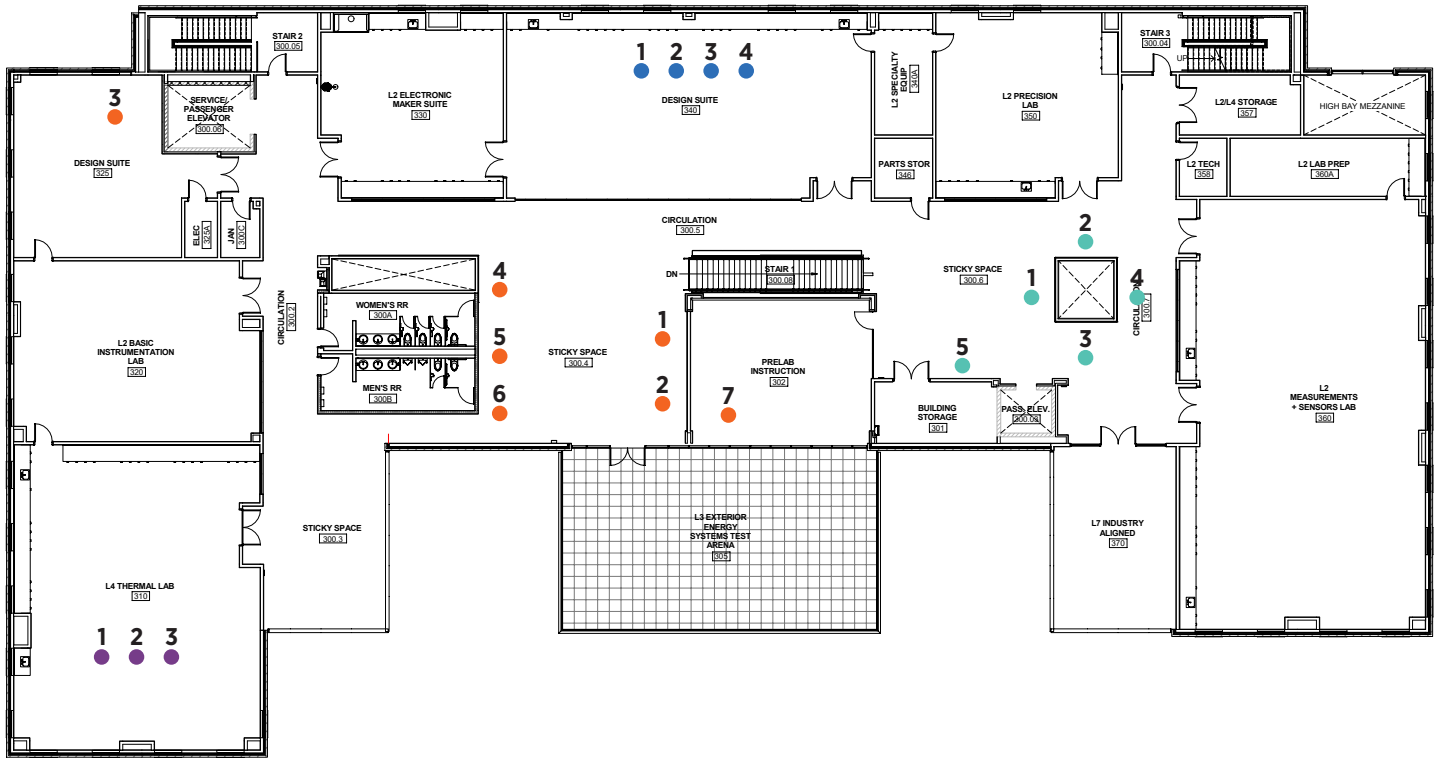 STAIR 2
300.05
STAIR 3
300.04
UP
1 2 3 4
3
SERVICE/
PASSENGER
ELEVATOR
300.06
L2 ELECTRONIC
MAKER SUITE
330
DESIGN SUITE
340
L2 SPECIALTY
EQUIP
340A
L2 PRECISION
LAB
350
L2/L4 STORAGE
357
HIGH BAY MEZZANINE
DESIGN SUITE
325
PARTS STOR
346
L2 TECH
358
L2 LAB PREP
360A
ELEC
325A
JAN
300C
CIRCULATION
300.5
2
4
DN
STAIR 1
300.08
STICKY SPACE
300.6
1
4
CIRCULATION
300.2
WOMEN'S RR
300A
1
300.7
L2 BASIC
INSTRUMENTATION
LAB
320
5
STICKY SPACE
300.4
PRELAB
INSTRUCTION
302
5
3
MEN'S RR
300B
6
2
7
BUILDING
STORAGE
301
PASS. ELEV.
300.03
L2
MEASUREMENTS
+ SENSORS LAB
360
STICKY SPACE
300.3
L3 EXTERIOR
ENERGY
SYSTEMS TEST
ARENA
305
L7 INDUSTRY
ALIGNED
370
L4 THERMAL LAB
310
1 2 3